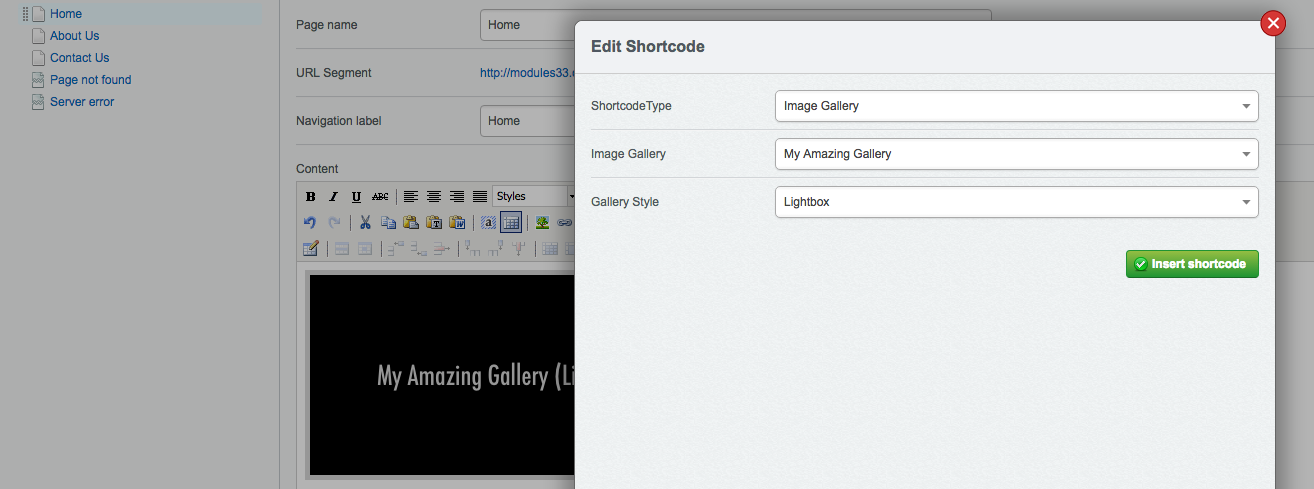 Home
About Us
Contact Us
Page not found
Server error
Page name
Home
URL Segment
http://modules33.
Navigation label
Home
Content
B I U ABC Styles
My Amazing Gallery (Li
Edit Shortcode
ShortcodeType
Image Gallery
Image Gallery
My Amazing Gallery
Gallery Style
Lightbox
Insert shortcode